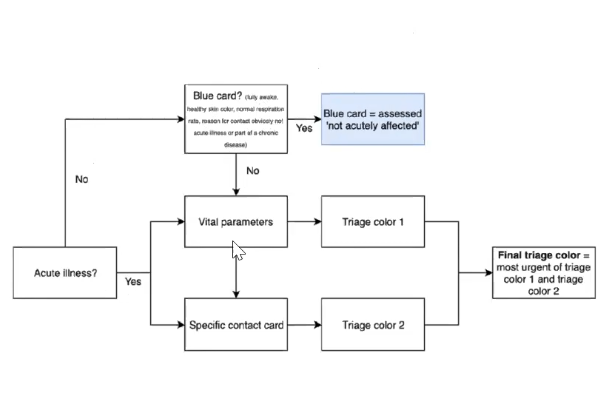 Blue card? (fully awake,
healthy skin color, normal respiration
rate, reason for contact obviously not
acute illness or part of a chronic
disease)
Yes
Blue card = assessed
'not acutely affected'
No
No
Vital parameters
Triage color 1
Acute illness?
Yes
Final triage color =
most urgent of triage
color 1 and triage
color 2
Specific contact card
Triage color 2